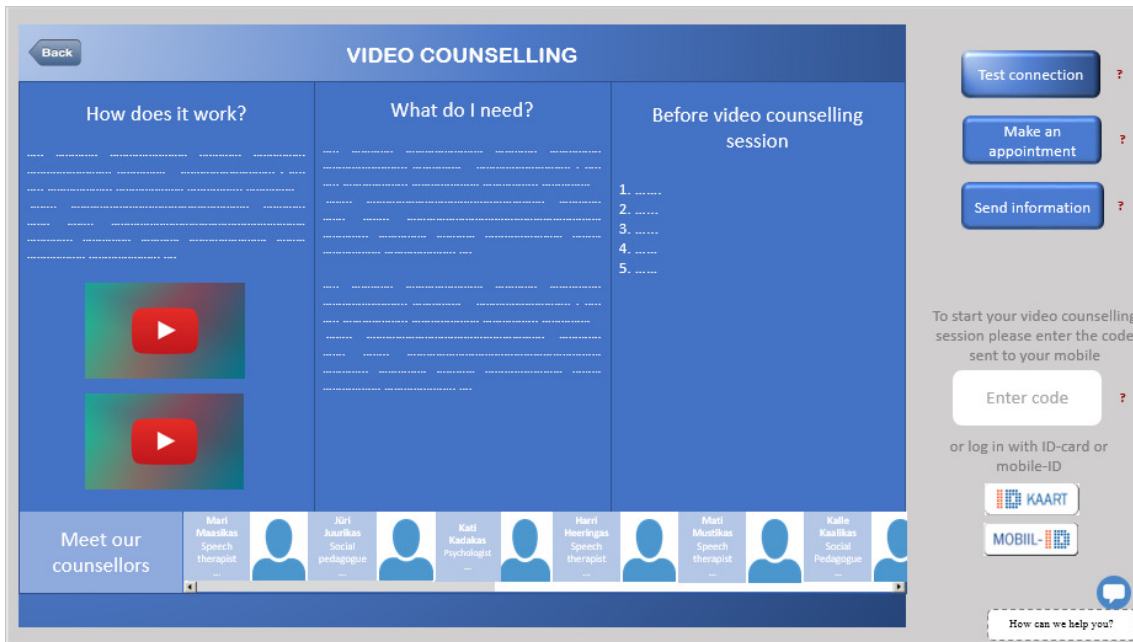 Back
VIDEO COUNSELLING
How does it work?
What do I need?
Before video counselling
session
1. ......
2. ......
3. ......
4. .....
5. ......
Meet our
counsellors
Mari
Maasikas
Speech
therapist
...
Jüri
Juurikas
Social
pedagogue
...
Kati
Kadakas
Psychologist
...
Harri
Heeringas
Speech
therapist
...
Mati
Mustikas
Speech
therapist
...
Kalle
Kaalikas
Social
Pedagogue
...
Test connection
?
Make an
appointment
?
Send information
?
To start your video counselling
session please enter the code
sent to your mobile
Enter code
?
or log in with ID-card or
mobile-ID
ID KAART
MOBIIL-ID
How can we help you?